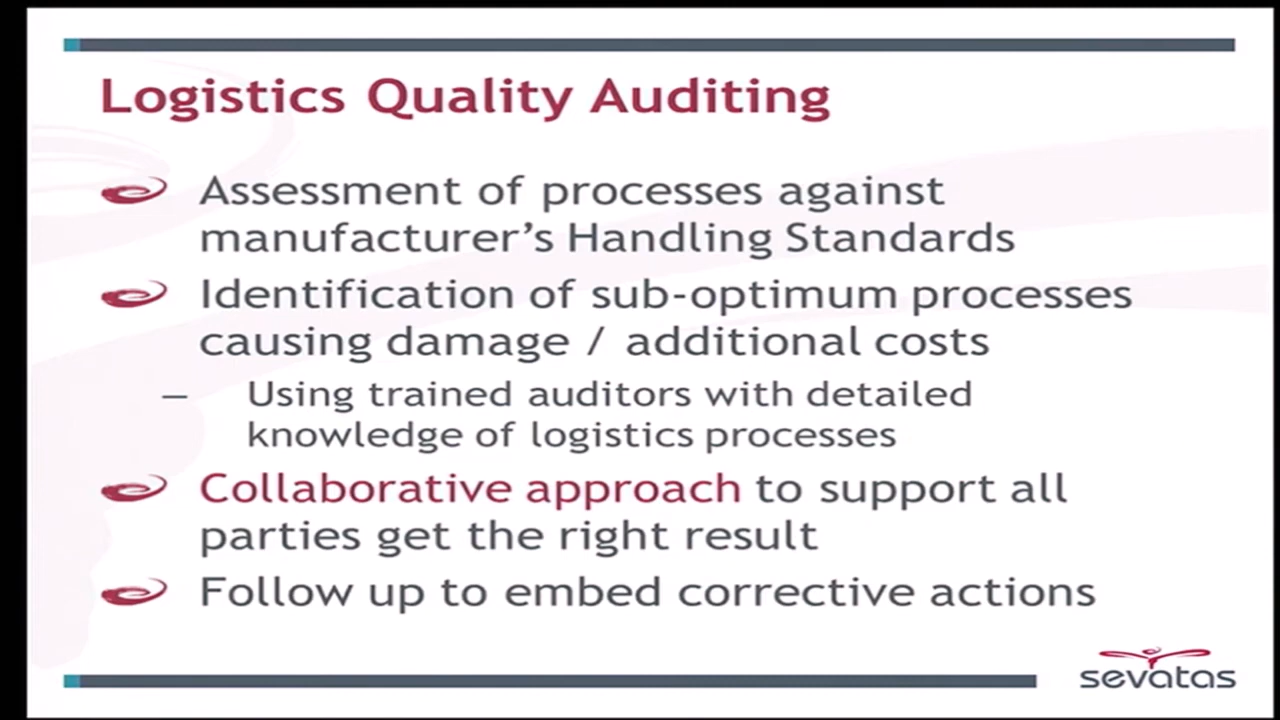 Logistics Quality Auditing
Assessment of processes against
manufacturer’s Handling Standards
Identification of sub-optimum processes
causing damage / additional costs
– Using trained auditors with detailed
knowledge of logistics processes
Collaborative approach to support all
parties get the right result
Follow up to embed corrective actions
sevatas